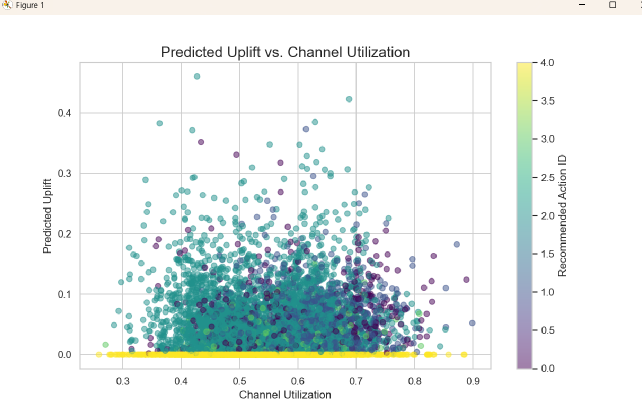 Figure 1
Predicted Uplift vs. Channel Utilization
4.0
3.5
3.0
2.5
2.0
1.5
1.0
0.5
0.0
Recommended Action ID
0.4
0.3
0.2
0.1
0.0
Predicted Uplift
0.3 0.4 0.5 0.6 0.7 0.8 0.9
Channel Utilization